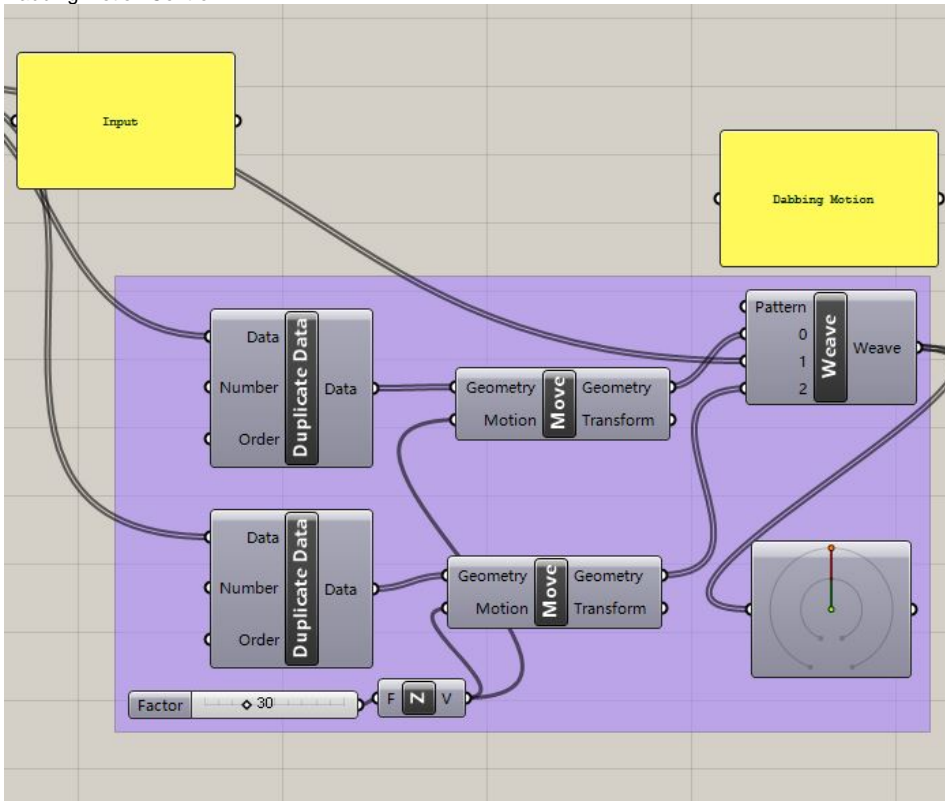 Input
Dabbing Motion
Pattern
0
1
2
Weave
Weave
Data
Number
Order
Duplicate Data
Data
Geometry
Motion
Move
Geometry
Transform
Data
Number
Order
Duplicate Data
Data
Geometry
Motion
Move
Geometry
Transform
Factor
30
F
Z
V